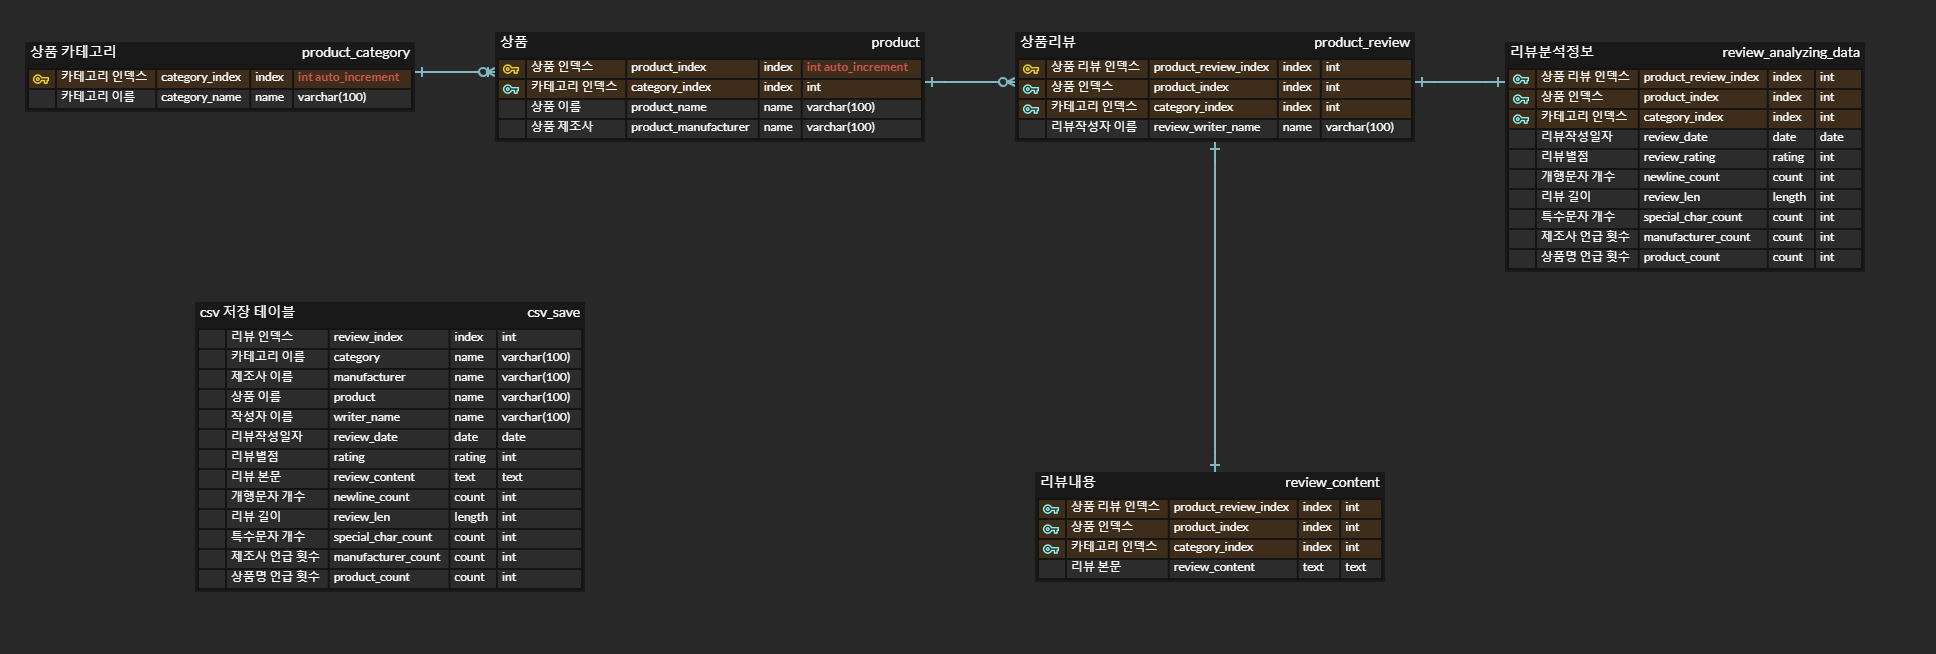 상품 카테고리 product_category
카테고리 인덱스 category_index index int auto_increment
카테고리 이름 category_name name varchar(100)
상품 product
상품 인덱스 product_index index int auto_increment
카테고리 인덱스 category_index index int
상품 이름 product_name name varchar(100)
상품 제조사 product_manufacturer name varchar(100)
상품리뷰 product_review
상품 리뷰 인덱스 product_review_index index int
상품 인덱스 product_index index int
카테고리 인덱스 category_index index int
리뷰작성자 이름 review_writer_name name varchar(100)
리뷰분석정보 review_analyzing_data
상품 리뷰 인덱스 product_review_index index int
상품 인덱스 product_index index int
카테고리 인덱스 category_index index int
리뷰작성일자 review_date date date
리뷰별점 review_rating rating int
개행문자 개수 newline_count count int
리뷰 길이 review_len length int
특수문자 개수 special_char_count count int
제조사 언급 횟수 manufacturer_count count int
상품명 언급 횟수 product_count count int
csv 저장 테이블 csv_save
리뷰 인덱스 review_index index int
카테고리 이름 category name varchar(100)
제조사 이름 manufacturer name varchar(100)
상품 이름 product name varchar(100)
작성자 이름 writer_name name varchar(100)
리뷰작성일자 review_date date date
리뷰별점 rating rating int
리뷰 본문 review_content text text
개행문자 개수 newline_count count int
리뷰 길이 review_len length int
특수문자 개수 special_char_count count int
제조사 언급 횟수 manufacturer_count count int
상품명 언급 횟수 product_count count int
리뷰내용 review_content
상품 리뷰 인덱스 product_review_index index int
상품 인덱스 product_index index int
카테고리 인덱스 category_index index int
리뷰 본문 review_content text text